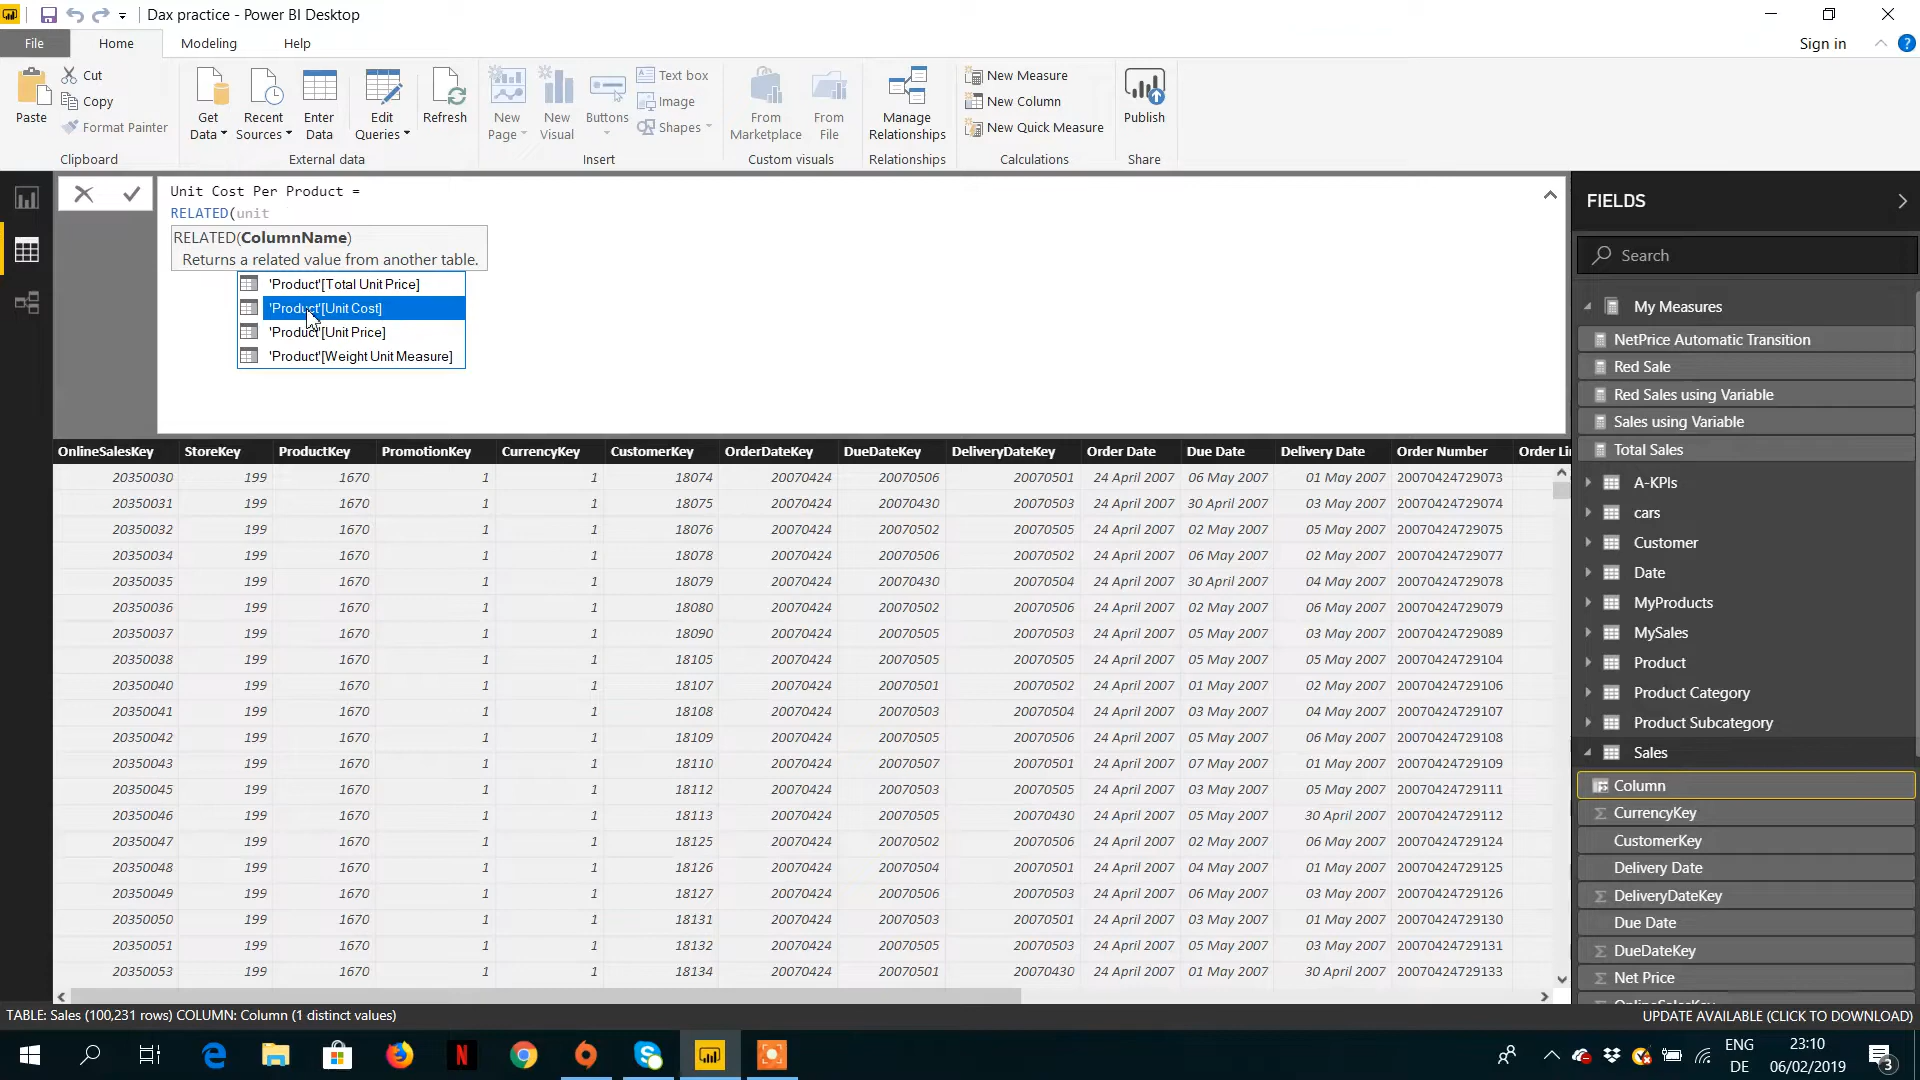 Dax practice - Power BI Desktop
File
Home
Modeling
Help
Sign in
Paste
Cut
Copy
Format Painter
Clipboard
Get Data
Recent Sources
Enter Data
Edit Queries
Refresh
External data
New Page
New Visual
Buttons
Text box
Image
Shapes
Insert
From Marketplace
From File
Custom visuals
Manage Relationships
Relationships
New Measure
New Column
New Quick Measure
Calculations
Publish
Share
Unit Cost Per Product =
RELATED(unit
RELATED(ColumnName)
Returns a related value from another table.
'Product'[Total Unit Price]
'Product'[Unit Cost]
'Product'[Unit Price]
'Product'[Weight Unit Measure]
OnlineSalesKey StoreKey ProductKey PromotionKey CurrencyKey CustomerKey OrderDateKey DueDateKey DeliveryDateKey Order Date Due Date Delivery Date Order Number Order Li
20350030 199 1670 1 1 18074 20070424 20070506 20070501 24 April 2007 06 May 2007 01 May 2007 20070424729073
20350031 199 1670 1 1 18075 20070424 20070430 20070503 24 April 2007 30 April 2007 03 May 2007 20070424729074
20350032 199 1670 1 1 18076 20070424 20070502 20070505 24 April 2007 02 May 2007 05 May 2007 20070424729075
20350034 199 1670 1 1 18078 20070424 20070506 20070502 24 April 2007 06 May 2007 02 May 2007 20070424729077
20350035 199 1670 1 1 18079 20070424 20070430 20070504 24 April 2007 30 April 2007 04 May 2007 20070424729078
20350036 199 1670 1 1 18080 20070424 20070502 20070506 24 April 2007 02 May 2007 06 May 2007 20070424729079
20350037 199 1670 1 1 18090 20070424 20070505 20070503 24 April 2007 05 May 2007 03 May 2007 20070424729089
20350038 199 1670 1 1 18105 20070424 20070505 20070505 24 April 2007 05 May 2007 05 May 2007 20070424729104
20350040 199 1670 1 1 18107 20070424 20070501 20070502 24 April 2007 01 May 2007 02 May 2007 20070424729106
20350041 199 1670 1 1 18108 20070424 20070503 20070504 24 April 2007 03 May 2007 04 May 2007 20070424729107
20350042 199 1670 1 1 18109 20070424 20070505 20070506 24 April 2007 05 May 2007 06 May 2007 20070424729108
20350043 199 1670 1 1 18110 20070424 20070507 20070501 24 April 2007 07 May 2007 01 May 2007 20070424729109
20350045 199 1670 1 1 18112 20070424 20070503 20070505 24 April 2007 03 May 2007 05 May 2007 20070424729111
20350046 199 1670 1 1 18113 20070424 20070505 20070430 24 April 2007 05 May 2007 30 April 2007 20070424729112
20350047 199 1670 1 1 18125 20070424 20070502 20070506 24 April 2007 02 May 2007 06 May 2007 20070424729124
20350048 199 1670 1 1 18126 20070424 20070504 20070501 24 April 2007 04 May 2007 01 May 2007 20070424729125
20350049 199 1670 1 1 18127 20070424 20070506 20070503 24 April 2007 06 May 2007 03 May 2007 20070424729126
20350050 199 1670 1 1 18131 20070424 20070503 20070501 24 April 2007 03 May 2007 01 May 2007 20070424729130
20350051 199 1670 1 1 18132 20070424 20070505 20070503 24 April 2007 05 May 2007 03 May 2007 20070424729131
20350053 199 1670 1 1 18134 20070424 20070501 20070430 24 April 2007 01 May 2007 30 April 2007 20070424729133
FIELDS
Search
My Measures
NetPrice Automatic Transition
Red Sale
Red Sales using Variable
Sales using Variable
Total Sales
A-KPIs
cars
Customer
Date
MyProducts
MySales
Product
Product Category
Product Subcategory
Sales
Column
CurrencyKey
CustomerKey
Delivery Date
DeliveryDateKey
Due Date
DueDateKey
Net Price
OnlineSalesKey
TABLE: Sales (100,231 rows) COLUMN: Column (1 distinct values)
UPDATE AVAILABLE (CLICK TO DOWNLOAD)
ENG
DE
23:10
06/02/2019
3